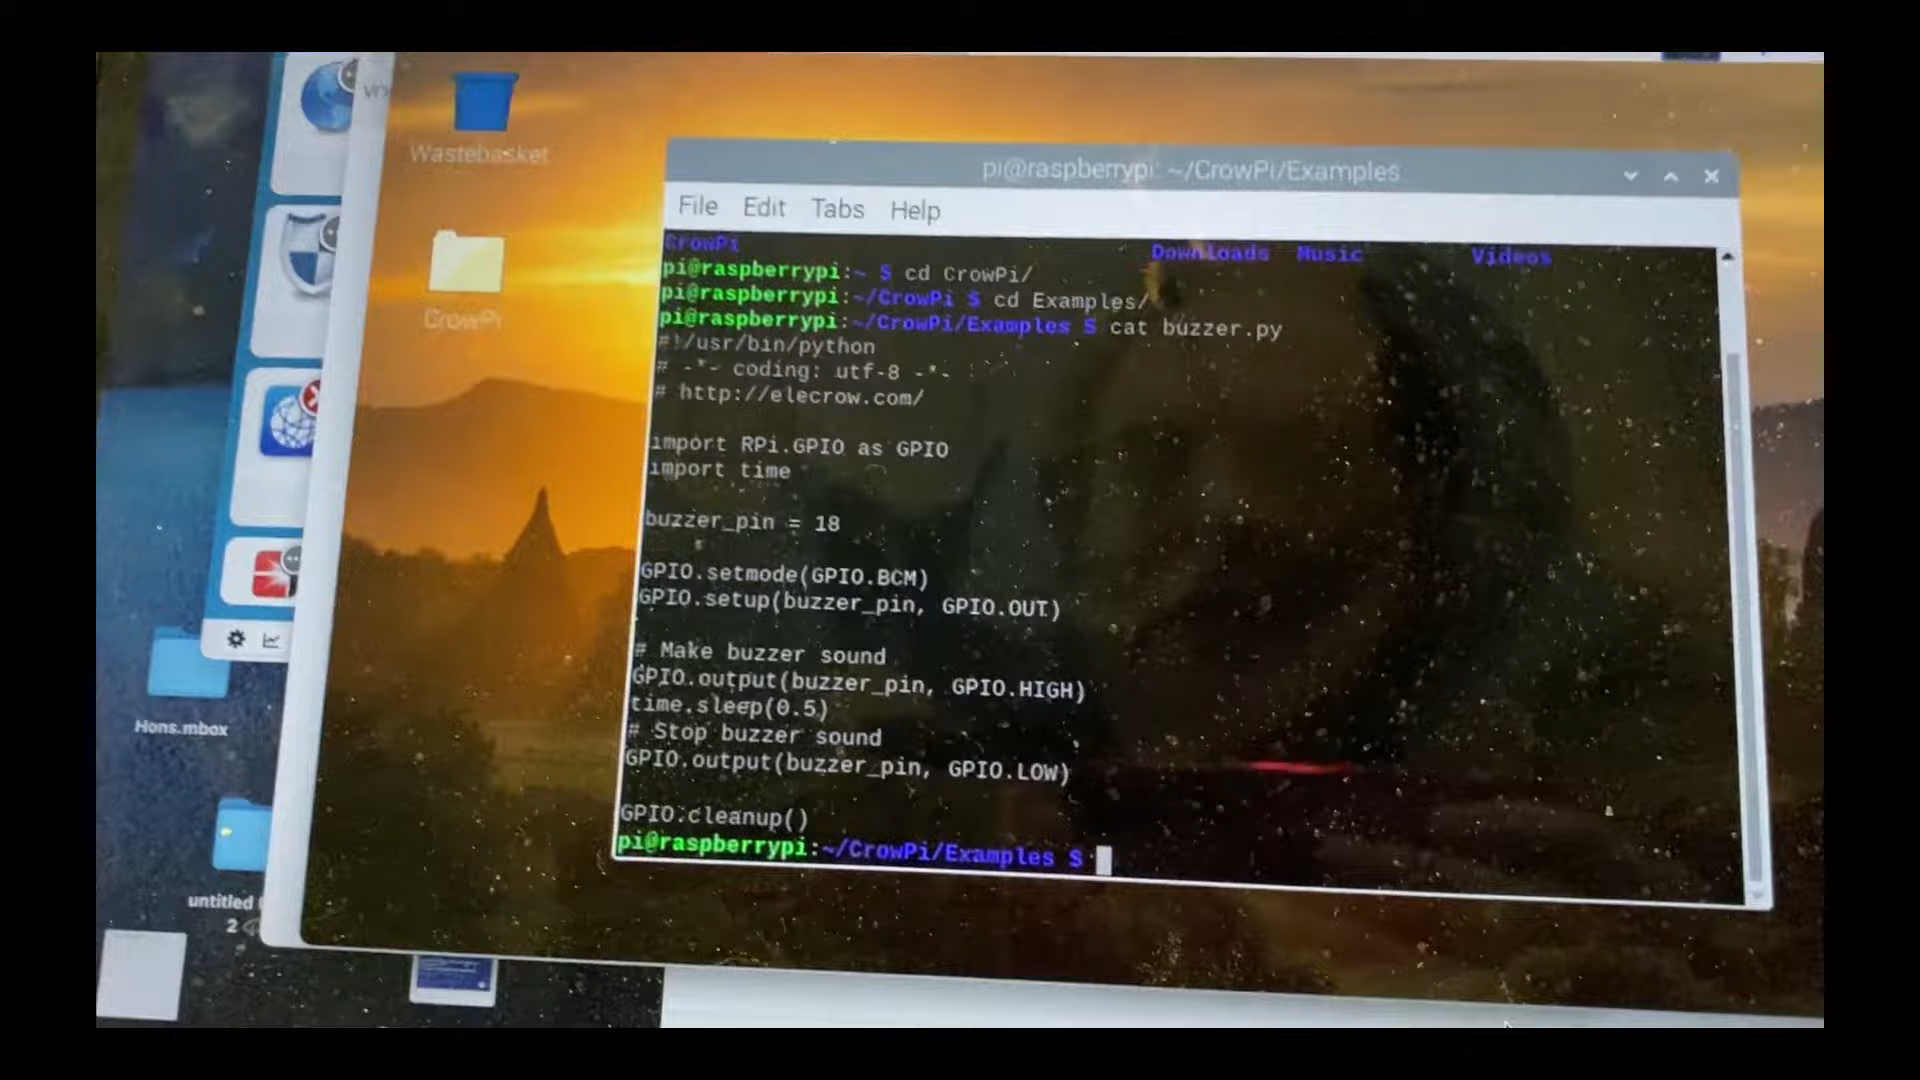 Wastebasket
CrowPi
Hons.mbox
untitled
2
pi@raspberrypi: ~/CrowPi/Examples
File Edit Tabs Help
CrowPi Downloads Music Videos
pi@raspberrypi:~ $ cd CrowPi/
pi@raspberrypi:~/CrowPi $ cd Examples/
pi@raspberrypi:~/CrowPi/Examples $ cat buzzer.py
#!/usr/bin/python
# -*- coding: utf-8 -*-
# http://elecrow.com/
import RPi.GPIO as GPIO
import time
buzzer_pin = 18
GPIO.setmode(GPIO.BCM)
GPIO.setup(buzzer_pin, GPIO.OUT)
# Make buzzer sound
GPIO.output(buzzer_pin, GPIO.HIGH)
time.sleep(0.5)
# Stop buzzer sound
GPIO.output(buzzer_pin, GPIO.LOW)
GPIO.cleanup()
pi@raspberrypi:~/CrowPi/Examples $